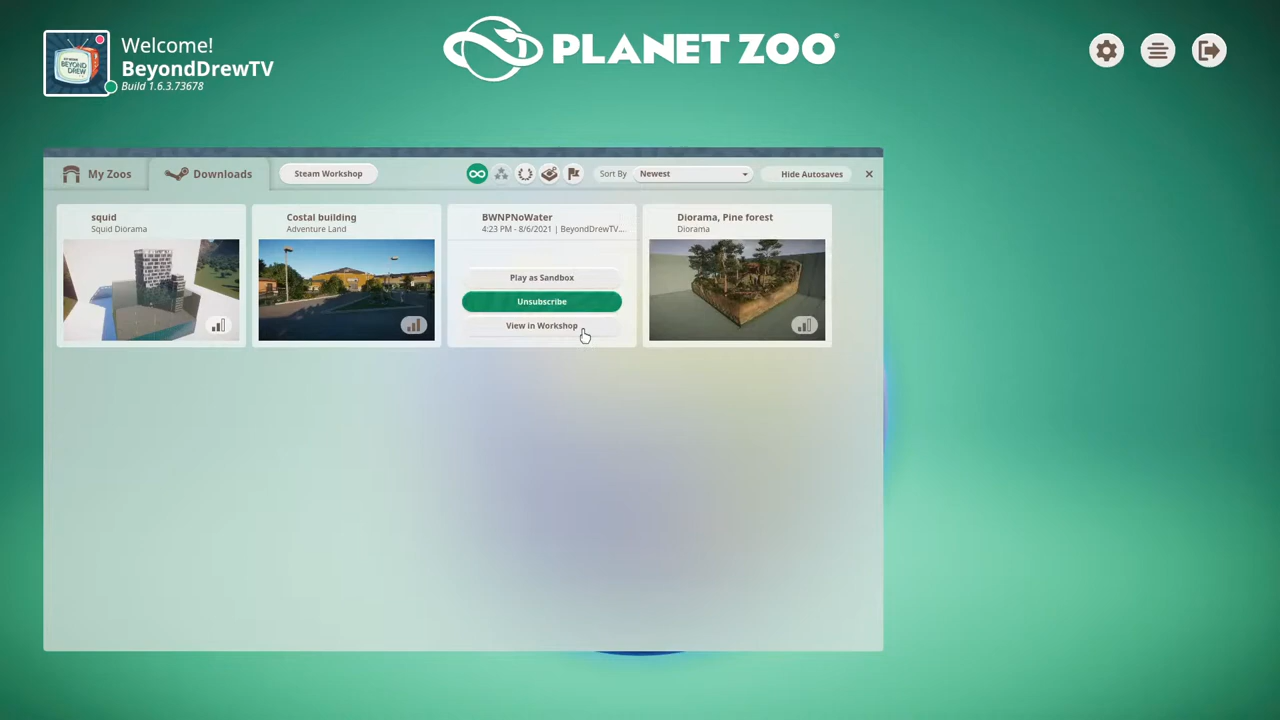 Welcome!
BeyondDrewTV
Build 1.6.3.73678
PLANET ZOO®
My Zoos
Downloads
Steam Workshop
Sort By
Newest
Hide Autosaves
squid
Squid Diorama
Costal building
Adventure Land
BWNPNoWater
4:23 PM - 8/6/2021 | BeyondDrewTV...
Play as Sandbox
Unsubscribe
View in Workshop
Diorama, Pine forest
Diorama
BEYOND
DREW